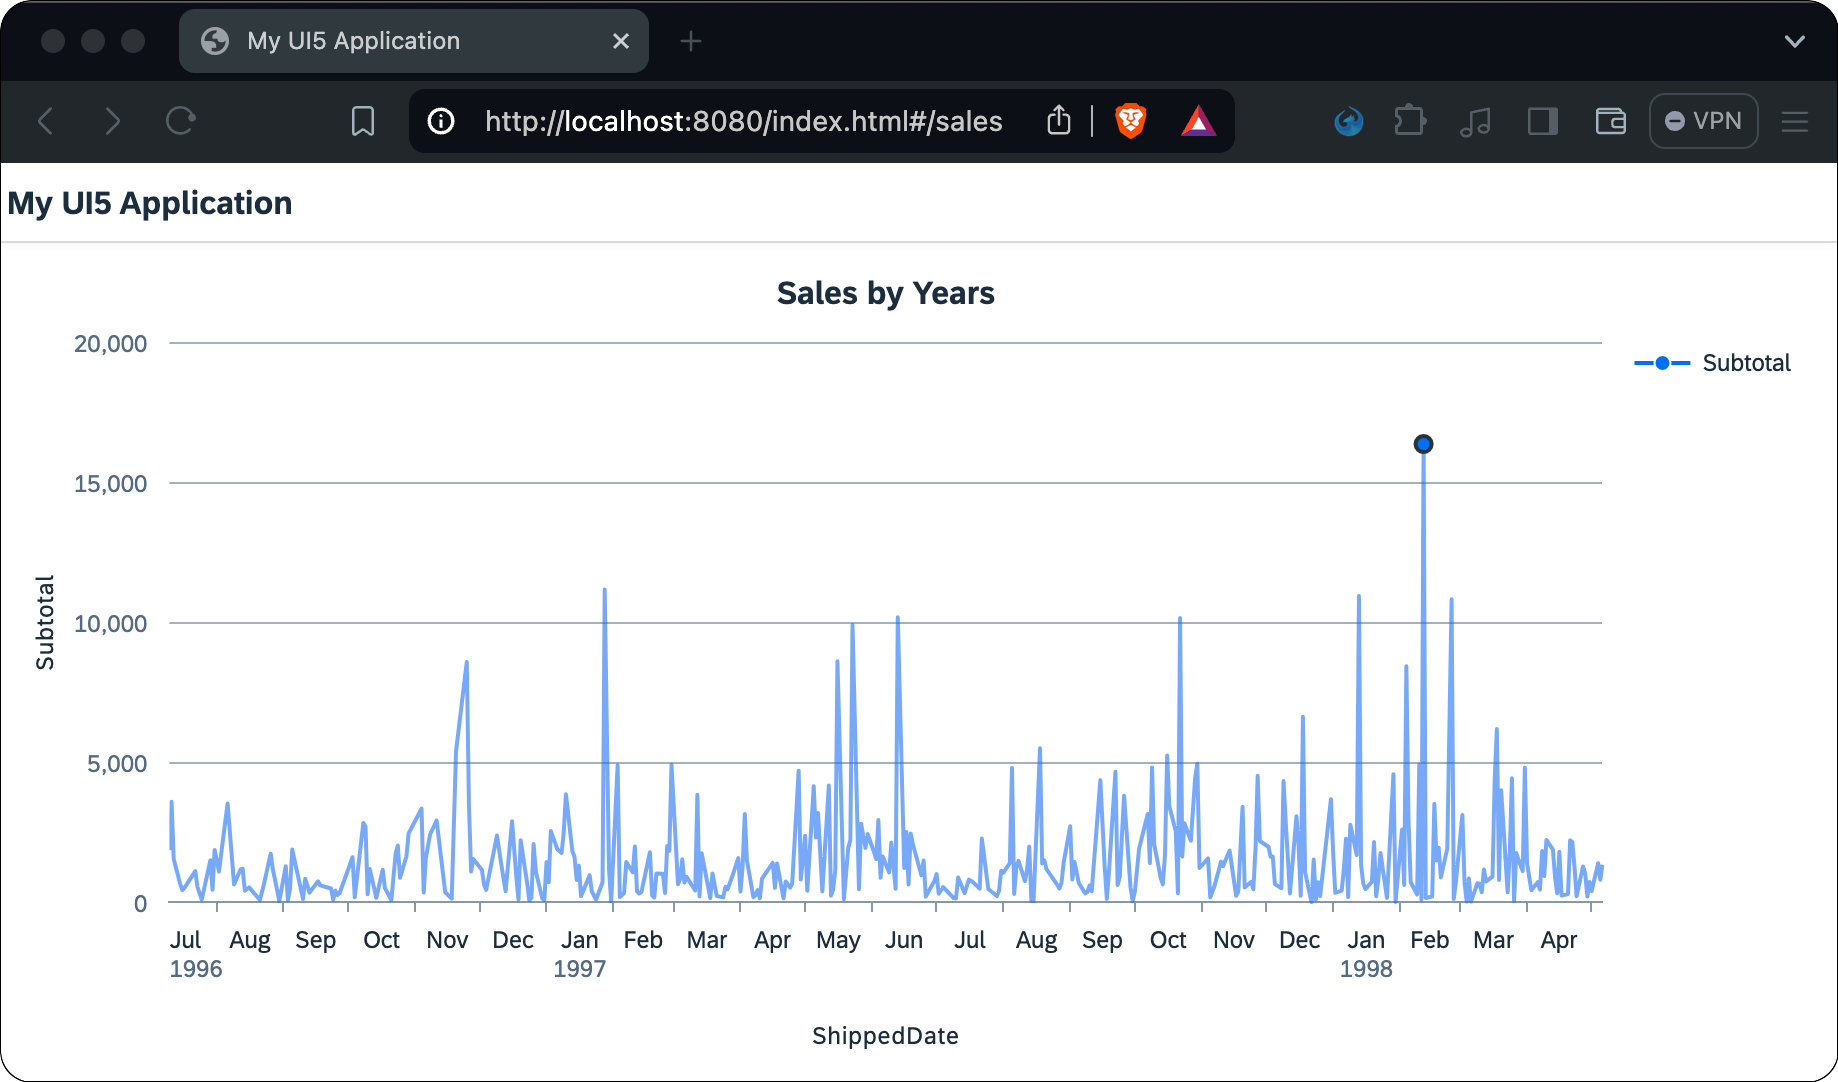 My UI5 Application
http://localhost:8080/index.html#/sales
VPN
My UI5 Application
Sales by Years
20,000
15,000
10,000
5,000
0
Subtotal
Subtotal
Jul Aug Sep Oct Nov Dec Jan Feb Mar Apr May Jun Jul Aug Sep Oct Nov Dec Jan Feb Mar Apr
1996 1997 1998
ShippedDate